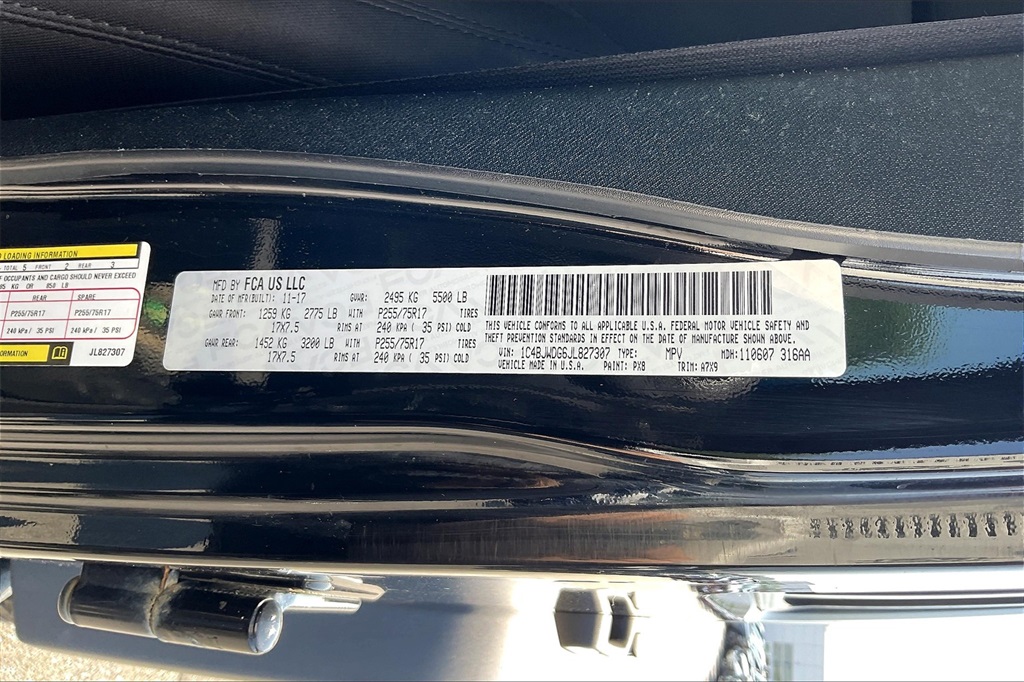 LOADING INFORMATION
TOTAL 5 FRONT 2 REAR 3
OCCUPANTS AND CARGO SHOULD NEVER EXCEED
KG OR 850 LB
SPARE
P255/75R17 P255/75R17
240 kPa/ 35 PSI 240 KPA/ 35 PSI
ADDITIONAL INFORMATION JL827307
MFD BY FCA US LLC
DATE OF MFR(BUILT): 11-17 GVWR: 2495 KG 5500 LB
GAWR FRONT: 1259 KG 2775 LB WITH P255/75R17 TIRES
17X7.5 RIMS AT 240 KPA ( 35 PSI) COLD
GAWR REAR: 1452 KG 3200 LB WITH P255/75R17 TIRES
17X7.5 RIMS AT 240 KPA ( 35 PSI) COLD
THIS VEHICLE CONFORMS TO ALL APPLICABLE U.S.A. FEDERAL MOTOR VEHICLE SAFETY AND
THEFT PREVENTION STANDARDS IN EFFECT ON THE DATE OF MANUFACTURE SHOWN ABOVE.
VIN: 1C4BJWDG6JL827307 TYPE: MPV MDH: 110607 316AA
VEHICLE MADE IN U.S.A. PAINT: PX8 TRIM: A7X9